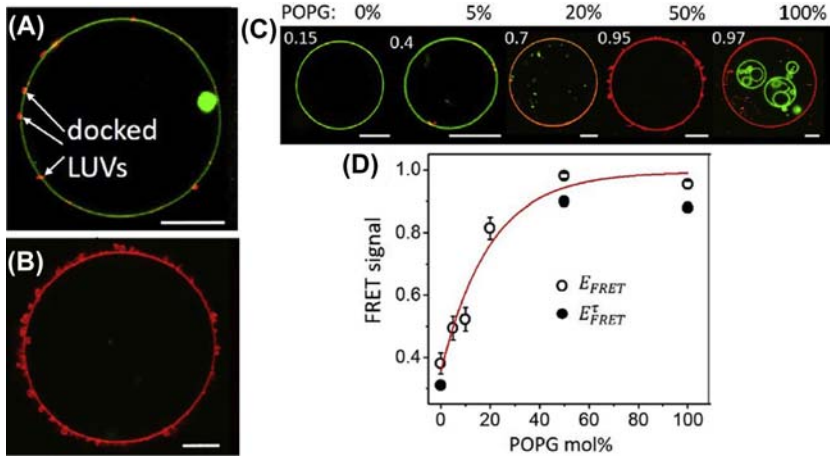 (A)
docked
LUVs
(B)
(C)
POPG: 0% 5% 20% 50% 100%
0.15 0.4 0.7 0.95 0.97
(D)
FRET signal
1.0
0.8
0.6
0.4
E_FRET
E^τ_FRET
0 20 40 60 80 100
POPG mol%